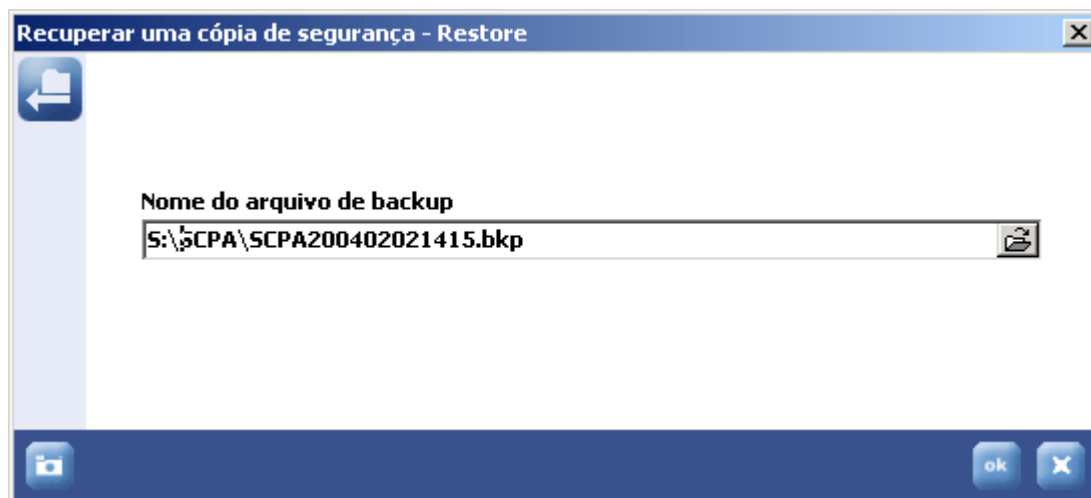 Recuperar uma cópia de segurança - Restore
Nome do arquivo de backup
S:\SCPA\SCPA200402021415.bkp
ok